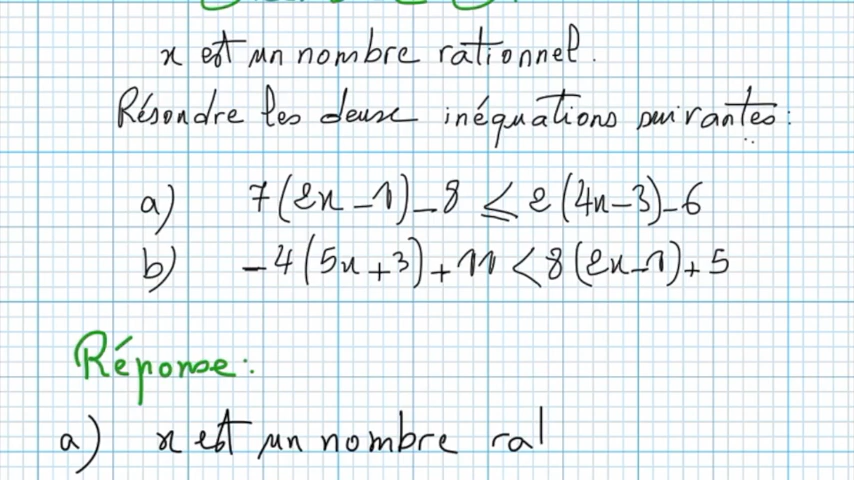 x est un nombre rationnel.
Résoudre les deux inéquations suivantes :
a) 7(2x-1)-8 ≤ 2(4x-3)-6
b) -4(5x+3)+11 < 8(2x-1)+5
Réponse :
a) x est un nombre ral